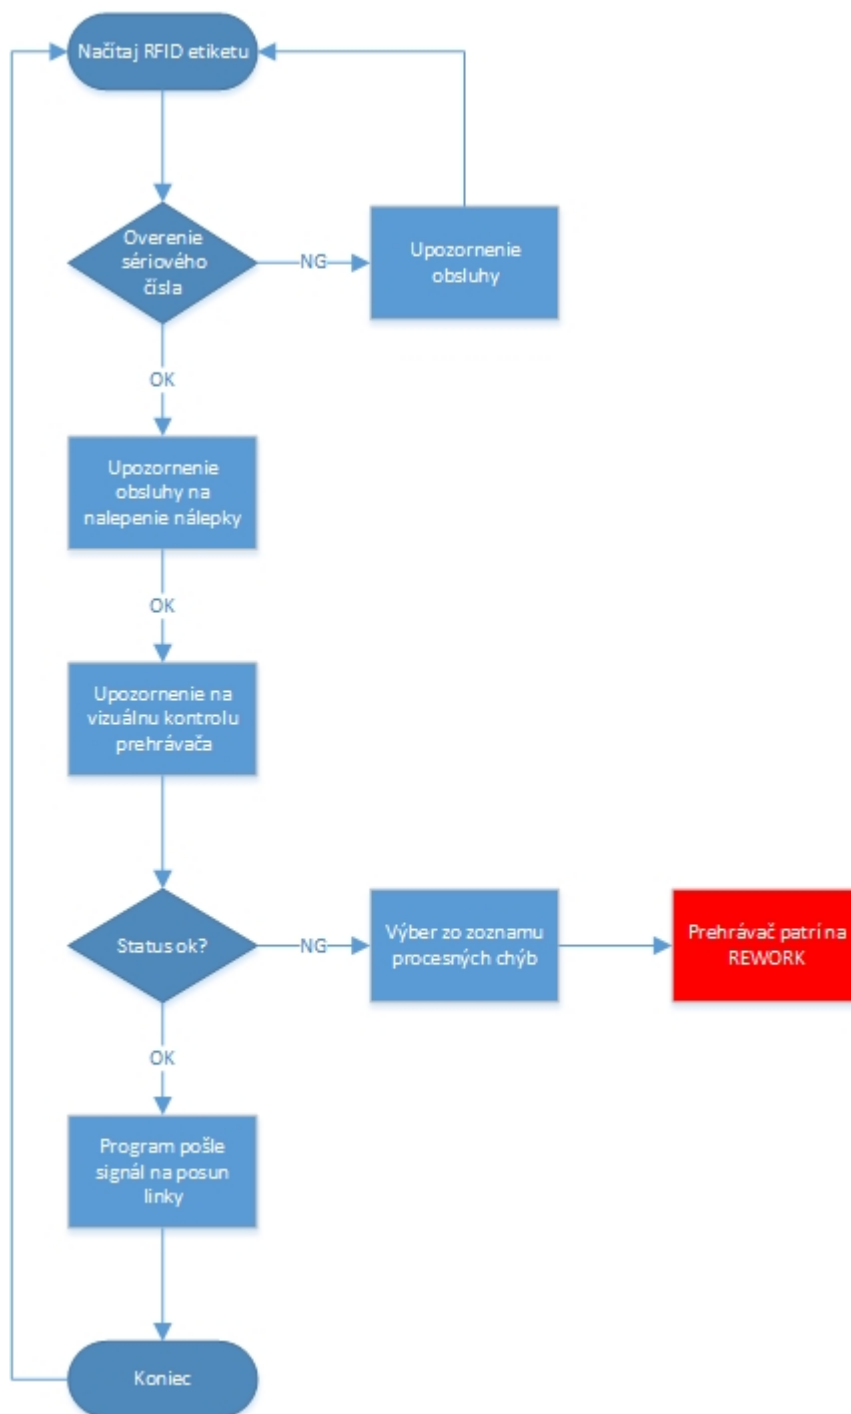 Načítaj RFID etiketu
Overenie
sériového
čísla
NG
Upozornenie
obsluhy
OK
Upozornenie
obsluhy na
nalepenie nálepky
OK
Upozornenie na
vizuálnu kontrolu
prehrávača
Status ok?
NG
Výber zo zoznamu
procesných chýb
Prehrávač patrí na
REWORK
OK
Program pošle
signál na posun
linky
Koniec